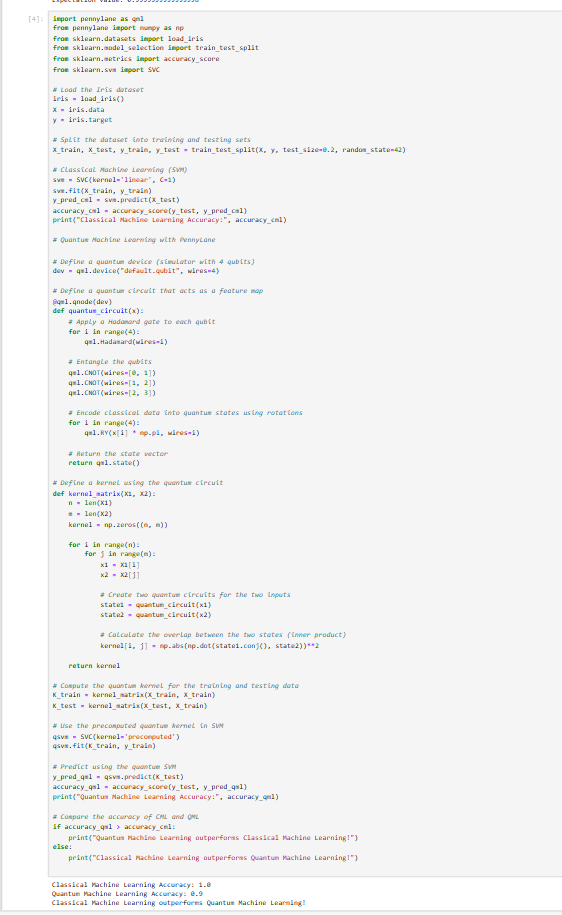 Expectation value: 0.9999999999999998
[4]:
import pennylane as qml
from pennylane import numpy as np
from sklearn.datasets import load_iris
from sklearn.model_selection import train_test_split
from sklearn.metrics import accuracy_score
from sklearn.svm import SVC
# Load the Iris dataset
iris = load_iris()
X = iris.data
y = iris.target
# Split the dataset into training and testing sets
X_train, X_test, y_train, y_test = train_test_split(X, y, test_size=0.2, random_state=42)
# Classical Machine Learning (SVM)
svm = SVC(kernel='linear', C=1)
svm.fit(X_train, y_train)
y_pred_cml = svm.predict(X_test)
accuracy_cml = accuracy_score(y_test, y_pred_cml)
print("Classical Machine Learning Accuracy:", accuracy_cml)
# Quantum Machine Learning with PennyLane
# Define a quantum device (simulator with 4 qubits)
dev = qml.device("default.qubit", wires=4)
# Define a quantum circuit that acts as a feature map
@qml.qnode(dev)
def quantum_circuit(x):
# Apply a Hadamard gate to each qubit
for i in range(4):
qml.Hadamard(wires=i)
# Entangle the qubits
qml.CNOT(wires=[0, 1])
qml.CNOT(wires=[1, 2])
qml.CNOT(wires=[2, 3])
# Encode classical data into quantum states using rotations
for i in range(4):
qml.RY(x[i] * np.pi, wires=i)
# Return the state vector
return qml.state()
# Define a kernel using the quantum circuit
def kernel_matrix(X1, X2):
n = len(X1)
m = len(X2)
kernel = np.zeros((n, m))
for i in range(n):
for j in range(m):
x1 = X1[i]
x2 = X2[j]
# Create two quantum circuits for the two inputs
state1 = quantum_circuit(x1)
state2 = quantum_circuit(x2)
# Calculate the overlap between the two states (inner product)
kernel[i, j] = np.abs(np.dot(state1.conj(), state2))**2
return kernel
# Compute the quantum kernel for the training and testing data
K_train = kernel_matrix(X_train, X_train)
K_test = kernel_matrix(X_test, X_train)
# Use the precomputed quantum kernel in SVM
qsvm = SVC(kernel='precomputed')
qsvm.fit(K_train, y_train)
# Predict using the quantum SVM
y_pred_qml = qsvm.predict(K_test)
accuracy_qml = accuracy_score(y_test, y_pred_qml)
print("Quantum Machine Learning Accuracy:", accuracy_qml)
# Compare the accuracy of CML and QML
if accuracy_qml > accuracy_cml:
print("Quantum Machine Learning outperforms Classical Machine Learning!")
else:
print("Classical Machine Learning outperforms Quantum Machine Learning!")
Classical Machine Learning Accuracy: 1.0
Quantum Machine Learning Accuracy: 0.9
Classical Machine Learning outperforms Quantum Machine Learning!